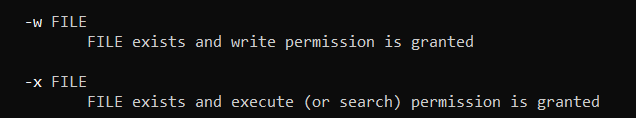 -w FILE
FILE exists and write permission is granted
-x FILE
FILE exists and execute (or search) permission is granted